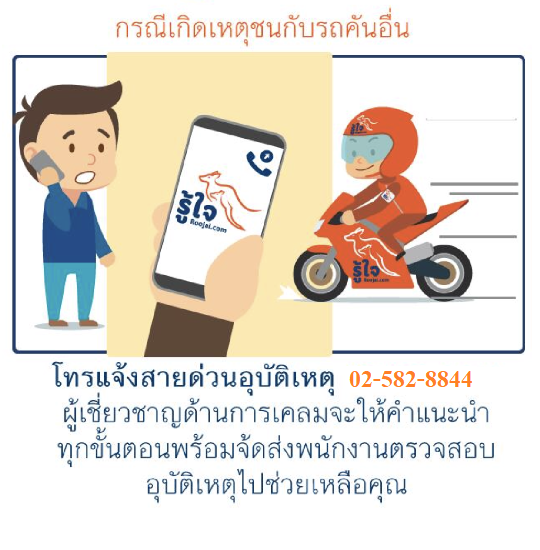 กรณีเกิดเหตุชนกับรถคันอื่น
รู้ใจ
Roojai.com
รู้ใจ
รู้ใจ
Roojai.com
โทรแจ้งสายด่วนอุบัติเหตุ 02-582-8844
ผู้เชี่ยวชาญด้านการเคลมจะให้คำแนะนำ
ทุกขั้นตอนพร้อมจัดส่งพนักงานตรวจสอบ
อุบัติเหตุไปช่วยเหลือคุณ